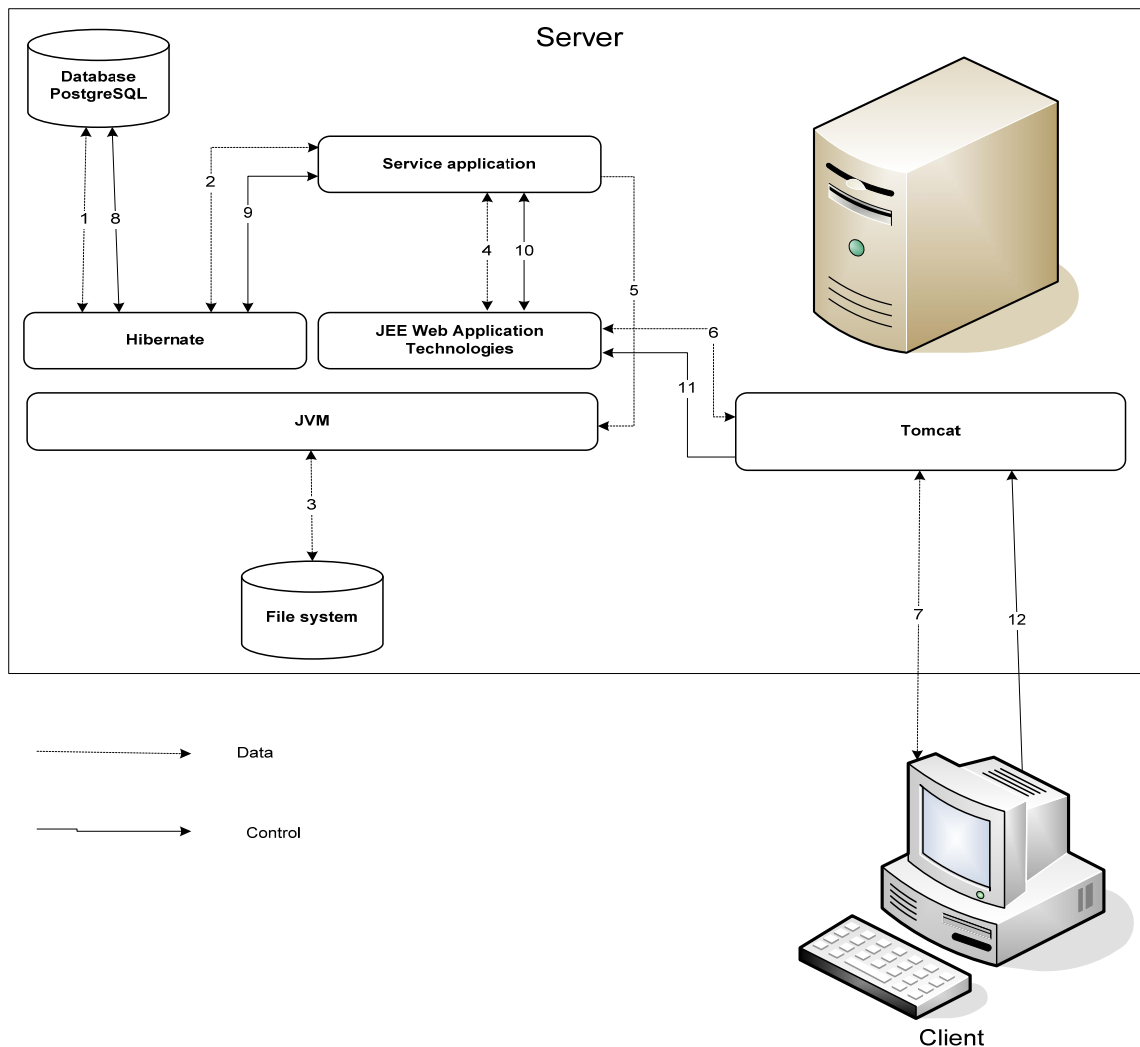 Server
Database
PostgreSQL
Service application
2
1
8
9
4
10
5
Hibernate
JEE Web Application
Technologies
6
11
JVM
Tomcat
3
File system
7
12
Data
Control
Client